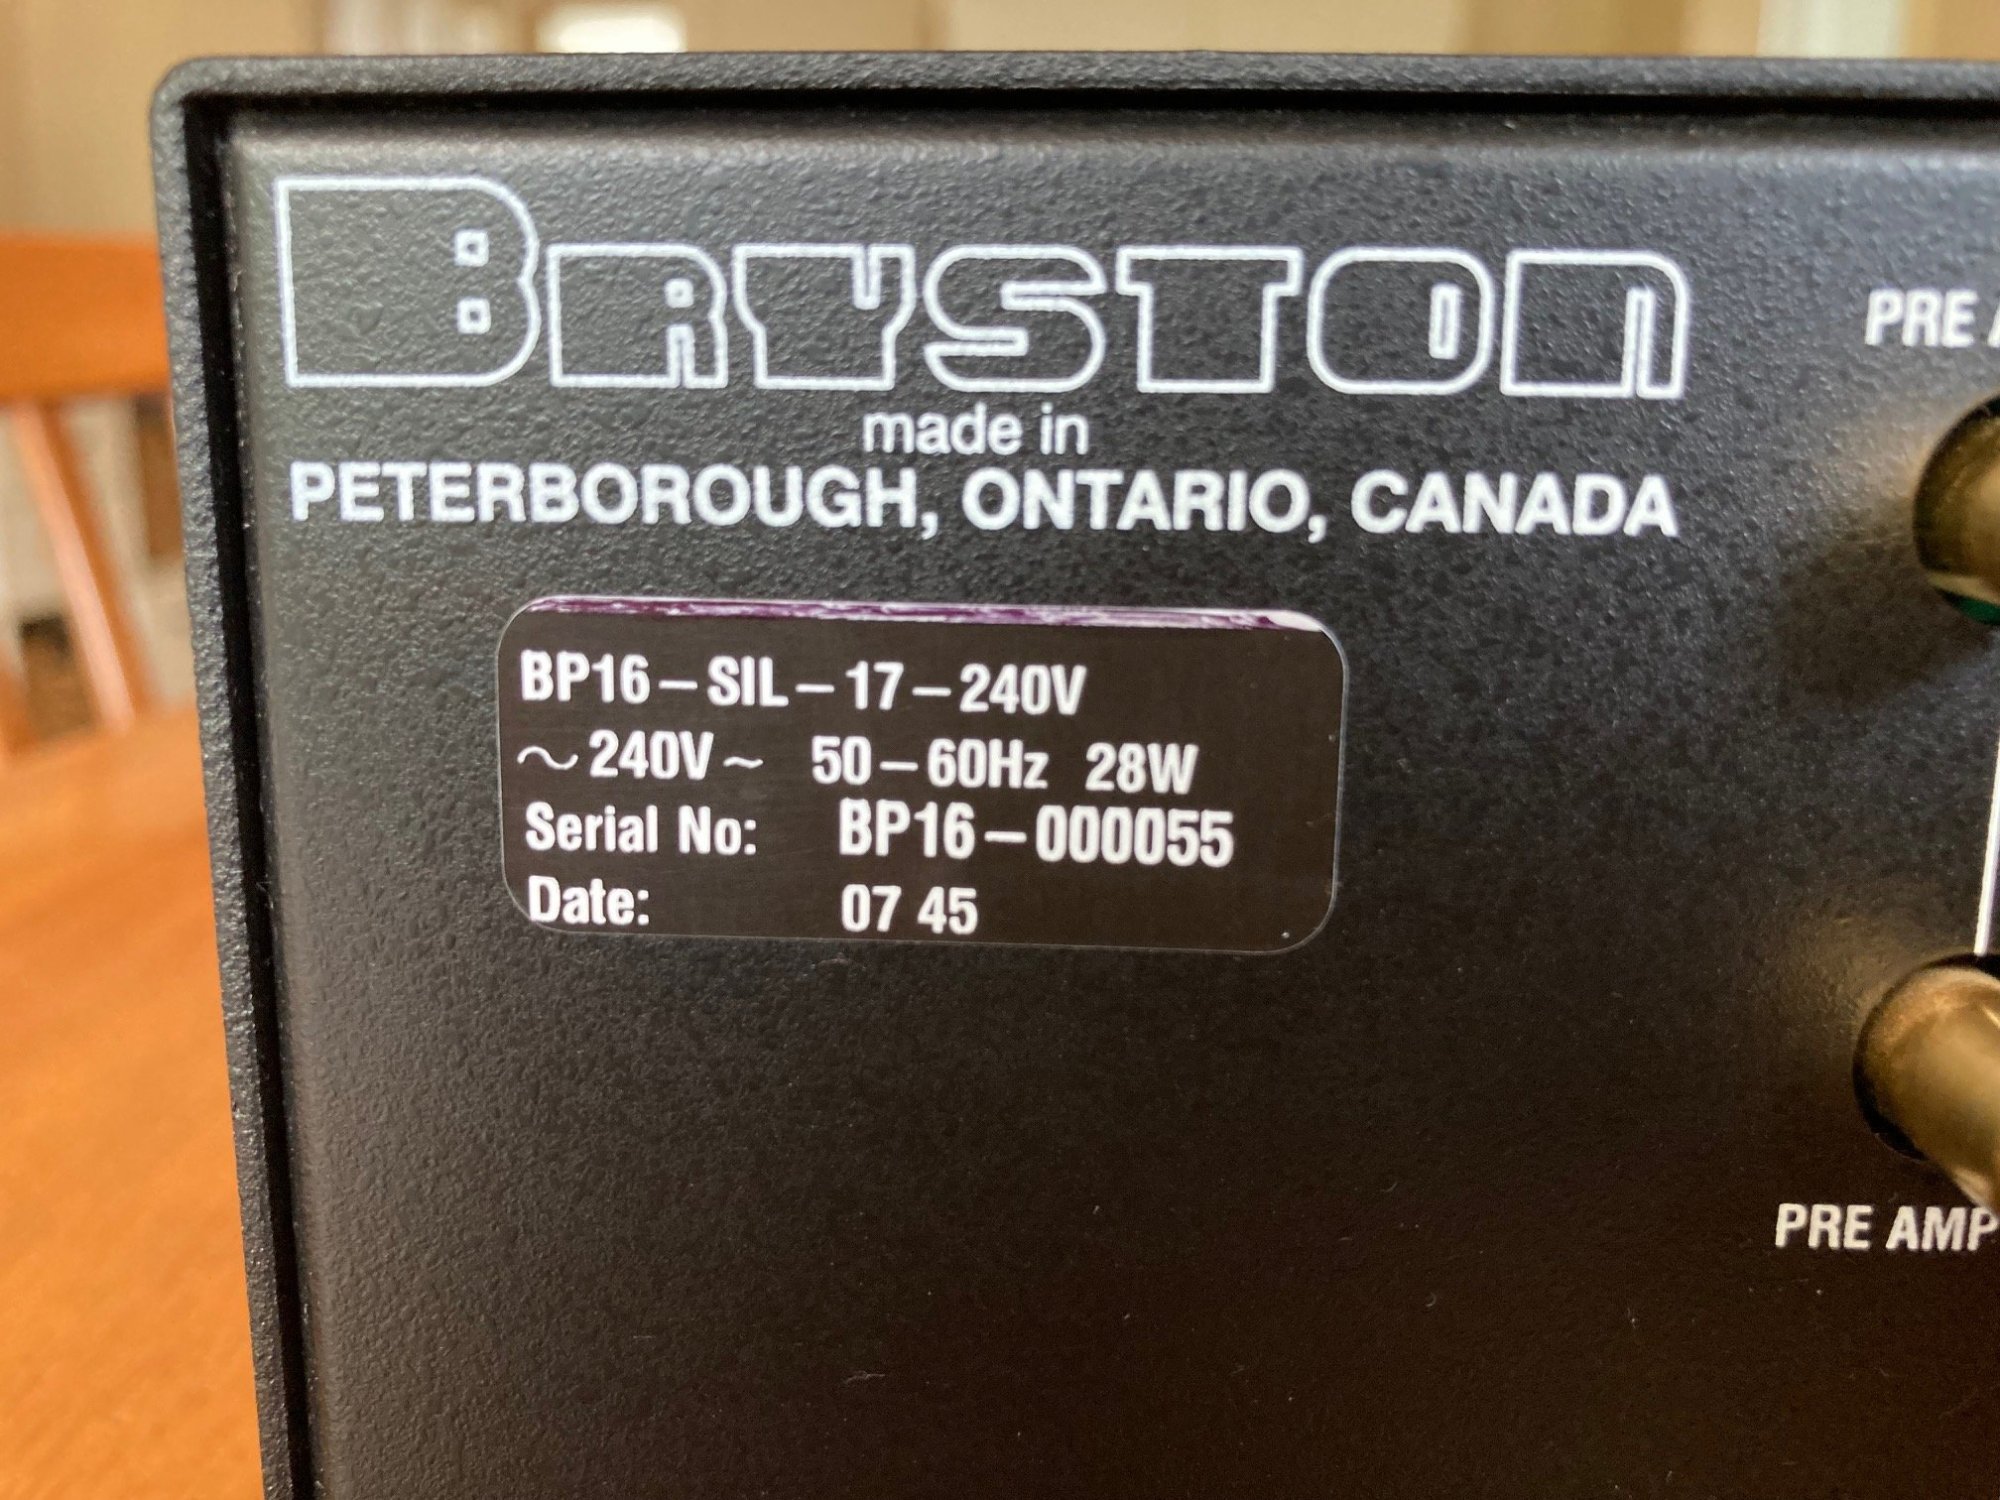 BRYSTON
made in
PETERBOROUGH, ONTARIO, CANADA
BP16–SIL–17–240V
~ 240V ~ 50–60Hz 28W
Serial No: BP16–000055
Date: 07 45
PRE
PRE AMP